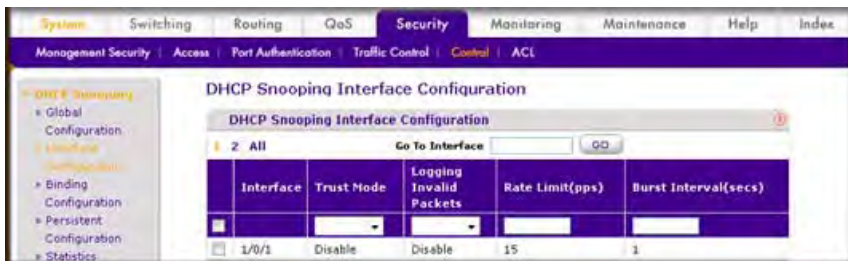 System Switching Routing QoS Security Monitoring Maintenance Help Index
Management Security Access Port Authentication Traffic Control Control ACL
DHCP Snooping
Global
Configuration
Interface
Configuration
Binding
Configuration
Persistent
Configuration
Statistics
DHCP Snooping Interface Configuration
DHCP Snooping Interface Configuration
1 2 All Go To Interface GO
Interface Trust Mode Logging Invalid Packets Rate Limit(pps) Burst Interval(secs)
1/0/1 Disable Disable 15 1